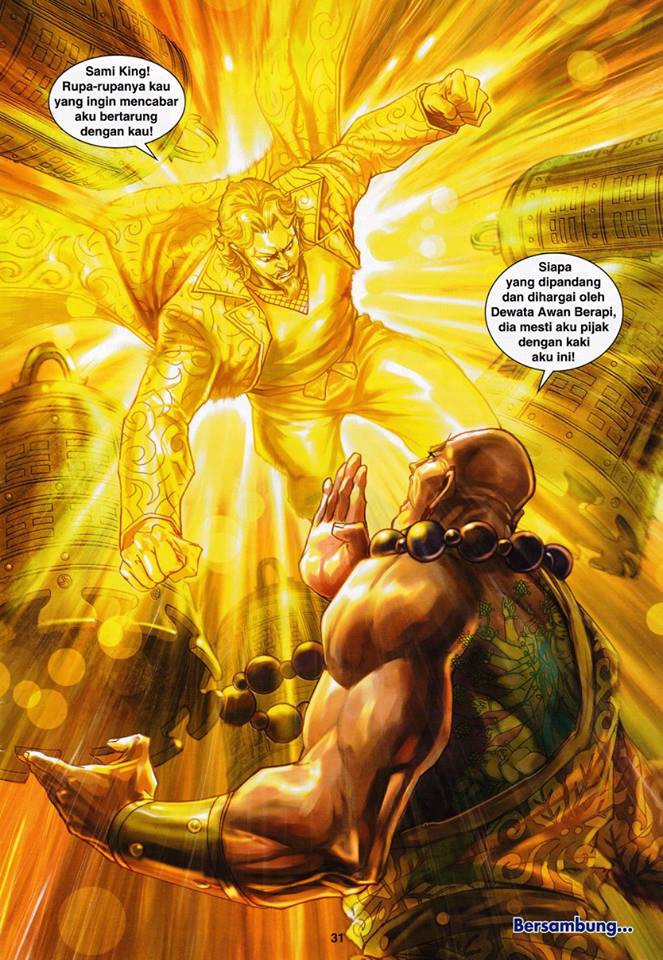 Sami King!
Rupa-rupanya kau
yang ingin mencabar
aku bertarung
dengan kau!
Siapa
yang dipandang
dan dihargai oleh
Dewata Awan Berapi,
dia mesti aku pijak
dengan kaki
aku ini!
Bersambung...
31